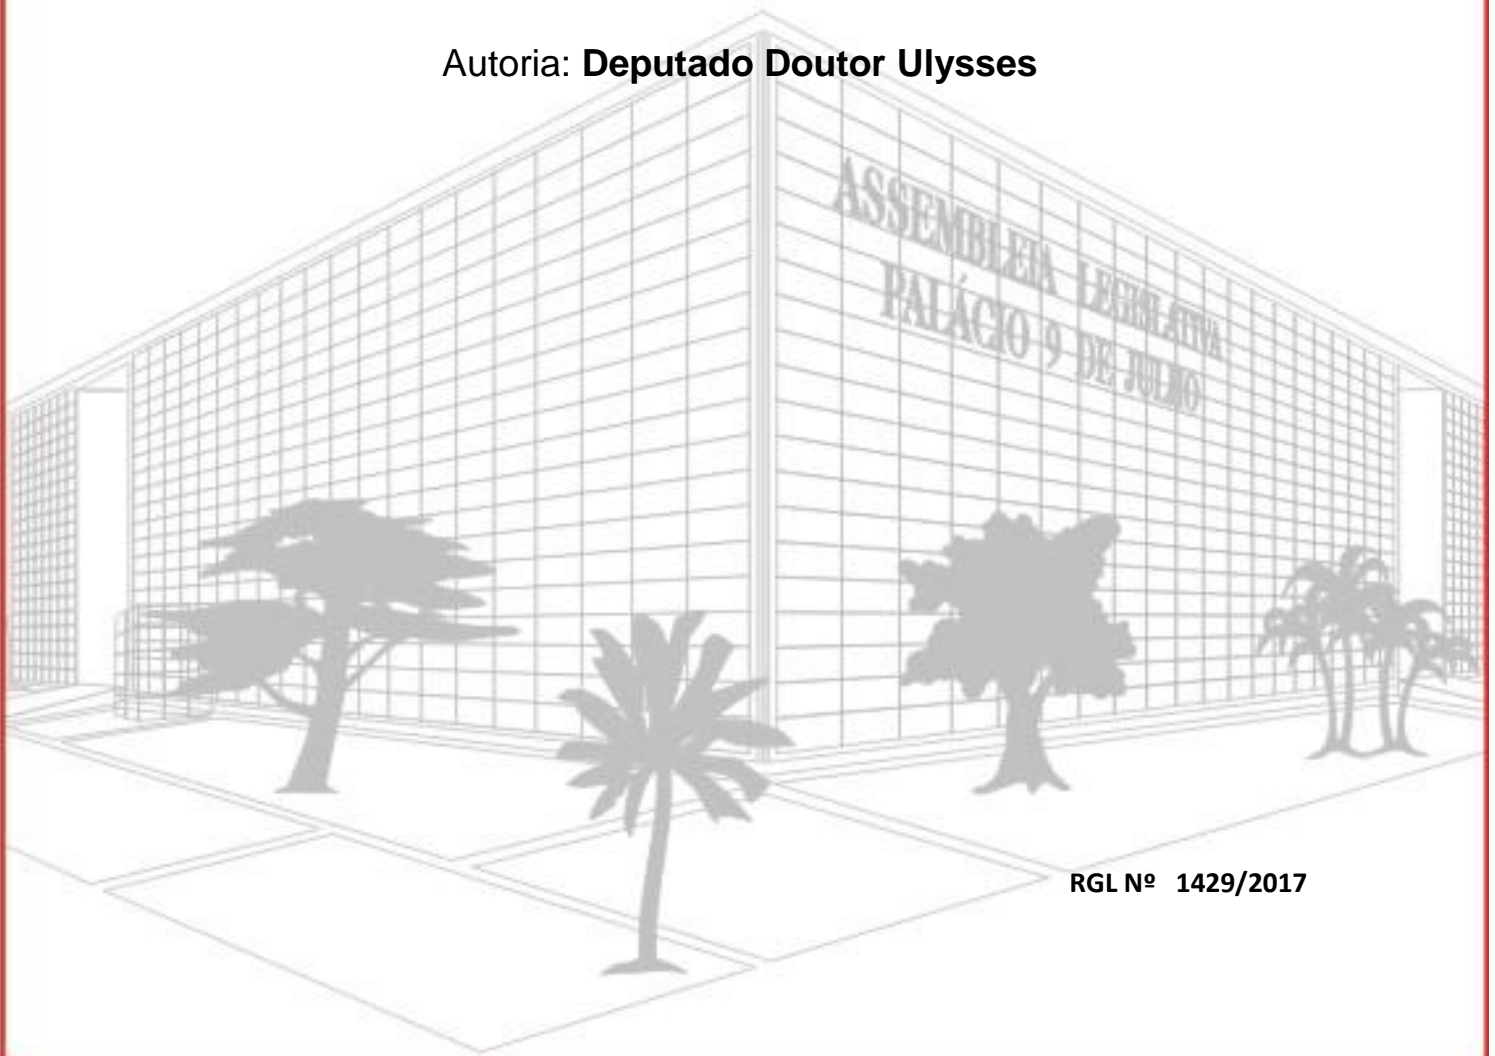 Autoria: Deputado Doutor Ulysses
ASSEMBLEIA LEGISLATIVA
PALÁCIO 9 DE JULHO
RGL Nº 1429/2017